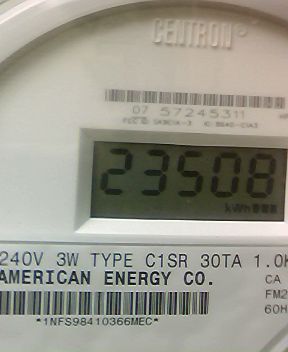 CENTRON®
07 57245311
23508
kWh
240V 3W TYPE C1SR 30TA 1.0K
AMERICAN ENERGY CO.
CA
FM2
60H
*1NFS98410366MEC*